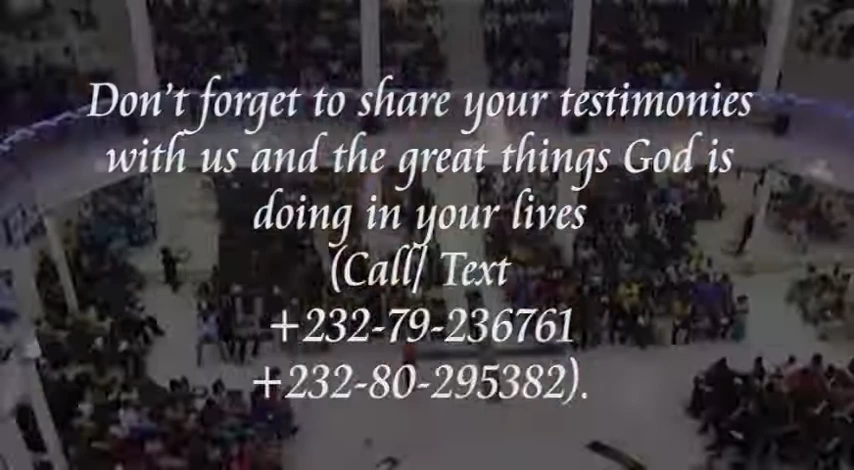 Don't forget to share your testimonies
with us and the great things God is
doing in your lives
(Call/ Text
+232-79-236761
+232-80-295382).